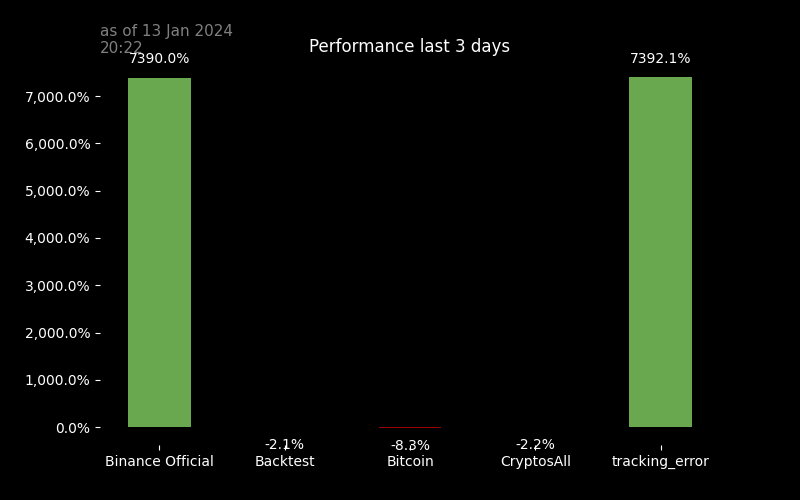 as of 13 Jan 2024
20:22
Performance last 3 days
7390.0%
7392.1%
7,000.0%
6,000.0%
5,000.0%
4,000.0%
3,000.0%
2,000.0%
1,000.0%
0.0%
-2.1%
-8.3%
-2.2%
Binance Official
Backtest
Bitcoin
CryptosAll
tracking_error